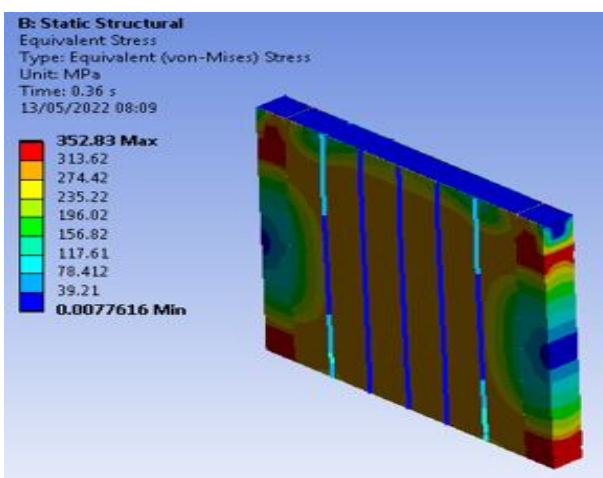 B: Static Structural
Equivalent Stress
Type: Equivalent (von-Mises) Stress
Unit: MPa
Time: 0.36 s
13/05/2022 08:09
352.83 Max
313.62
274.42
235.22
196.02
156.82
117.61
78.412
39.21
0.0077616 Min